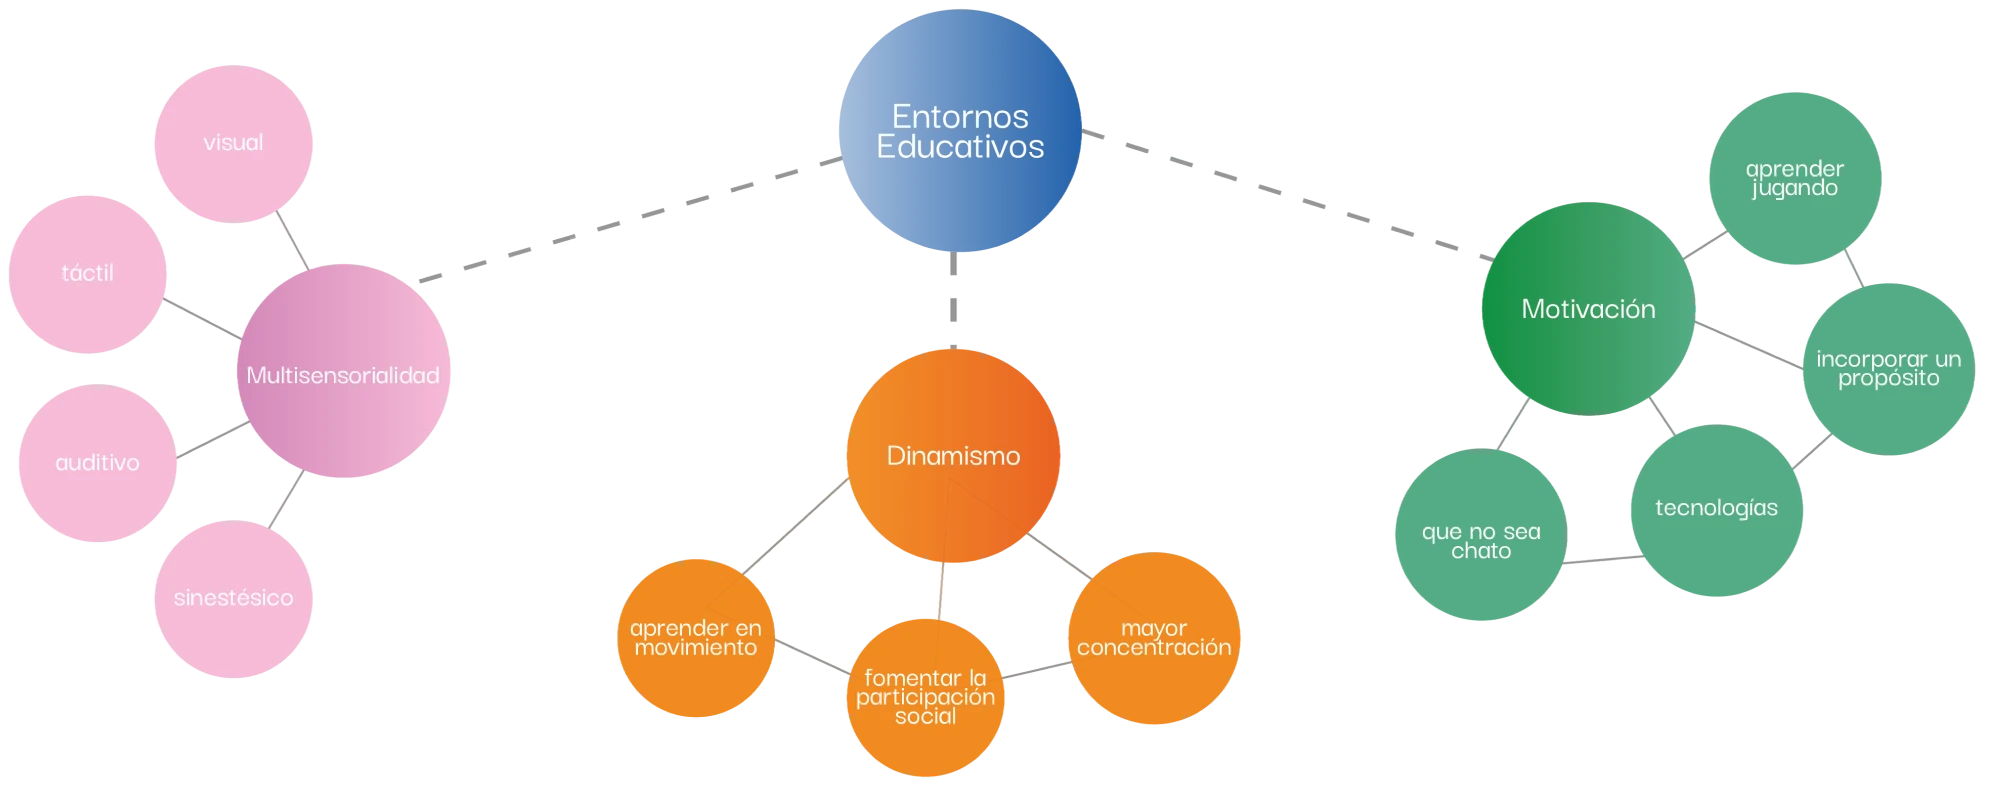 Entornos
Educativos
visual
táctil
Multisensorialidad
auditivo
sinestésico
Dinamismo
aprender en
movimiento
fomentar la
participación
social
mayor
concentración
Motivación
aprender
jugando
incorporar un
propósito
tecnologías
que no sea
chato